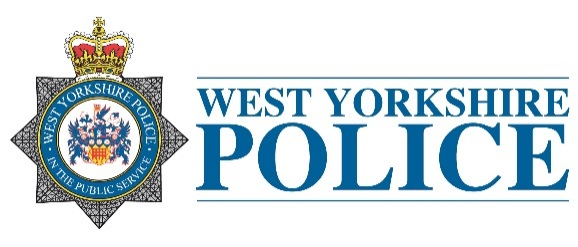 WEST YORKSHIRE POLICE
IN THE PUBLIC SERVICE
WEST YORKSHIRE
POLICE